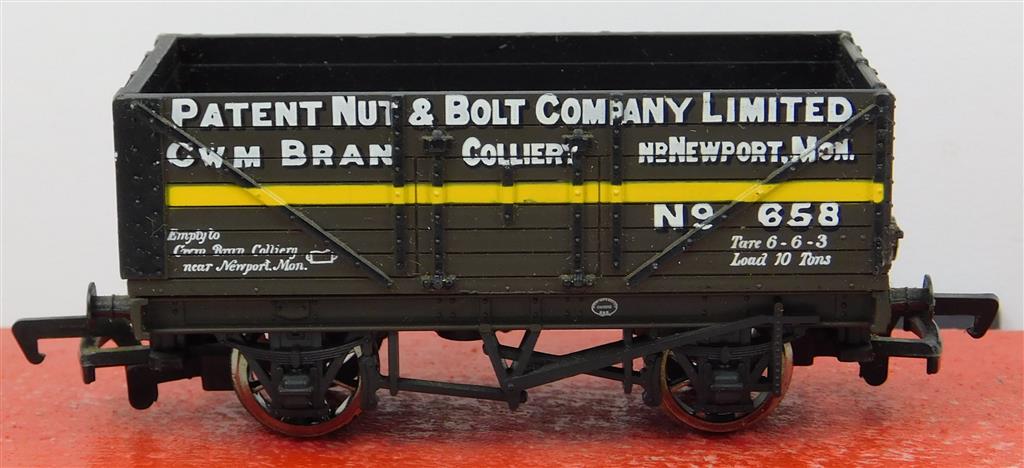 PATENT NUT & BOLT COMPANY LIMITED
CWM BRAN COLLIERY NR NEWPORT, MON.
No 658
Empty to
Cwm Bran Colliery
near Newport. Mon.
Tare 6-6-3
Load 10 Tons